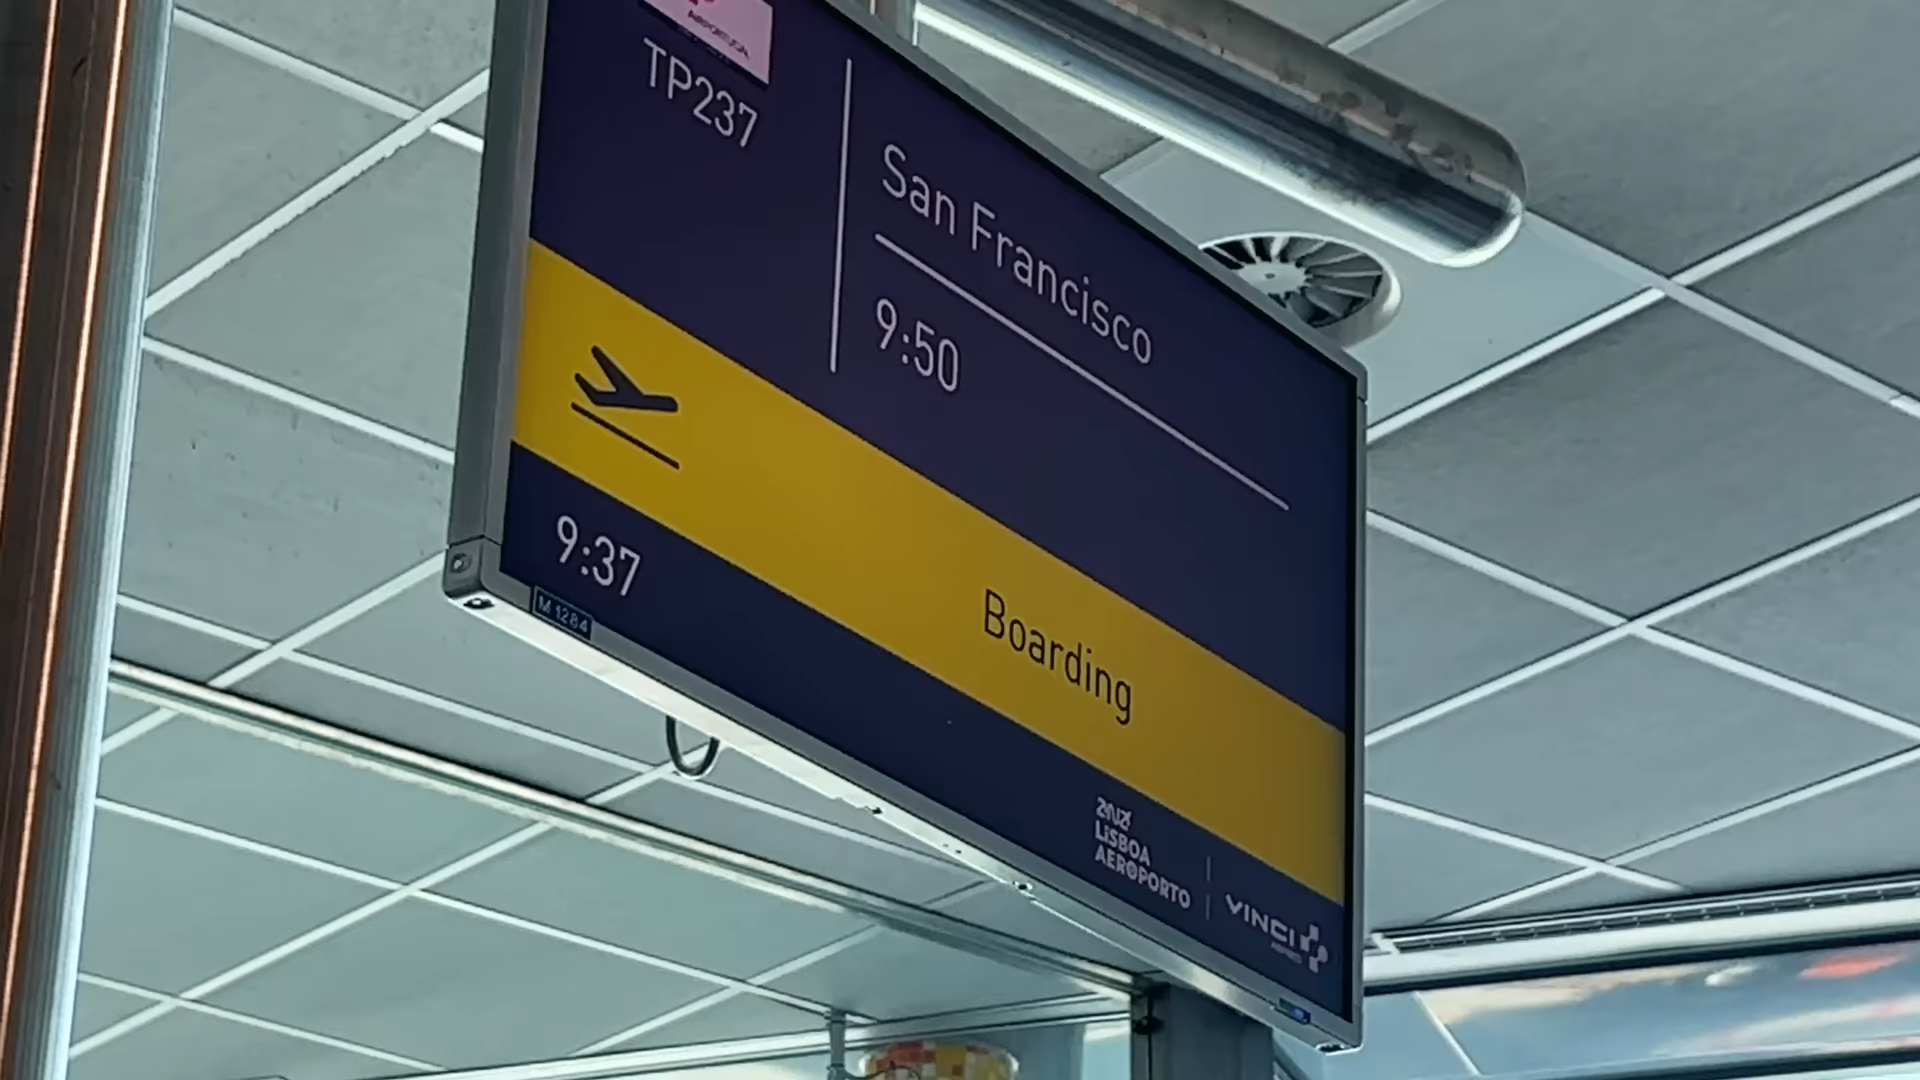 TP237
San Francisco
9:50
Boarding
9:37
M 1284
LiSBOA
AEROPORTO
VINCI